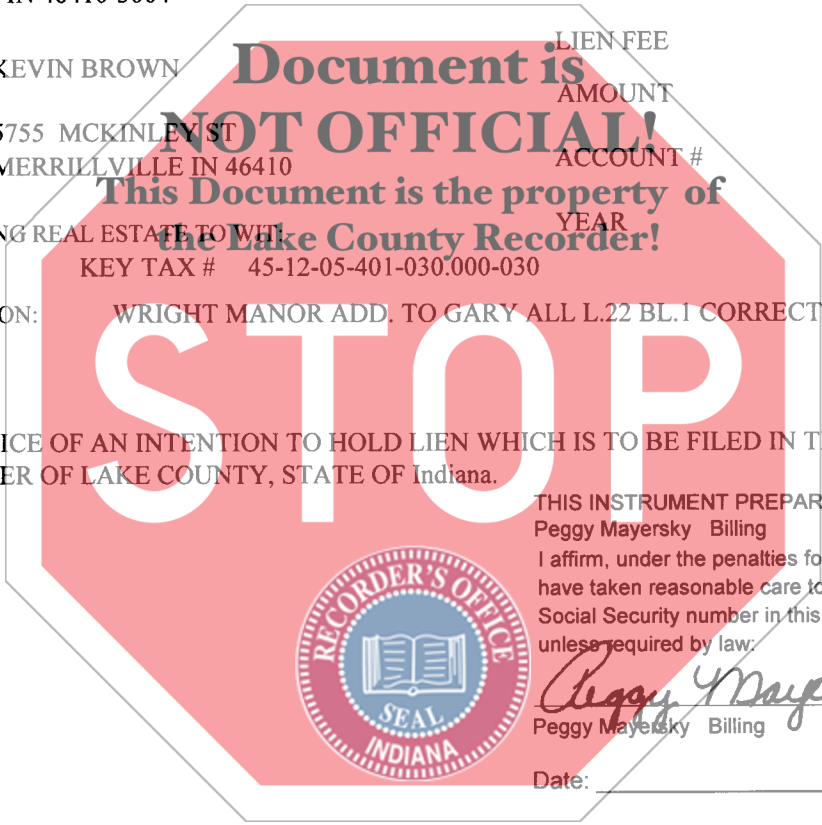 KEVIN BROWN
LIEN FEE
Document is
AMOUNT
5755 MCKINLEY ST
NOT OFFICIAL!
MERRILLVILLE IN 46410
ACCOUNT #
This Document is the property of
YEAR
NG REAL ESTATE TO WIT:
the Lake County Recorder!
KEY TAX # 45-12-05-401-030.000-030
ON: WRIGHT MANOR ADD. TO GARY ALL L.22 BL.1 CORRECT
STOP
ICE OF AN INTENTION TO HOLD LIEN WHICH IS TO BE FILED IN T
ER OF LAKE COUNTY, STATE OF Indiana.
THIS INSTRUMENT PREPAR
Peggy Mayersky Billing
I affirm, under the penalties fo
have taken reasonable care to
Social Security number in this
unless required by law:
Peggy Maye
Peggy Mayersky Billing
Date:
RECORDER'S OFFICE
SEAL
INDIANA